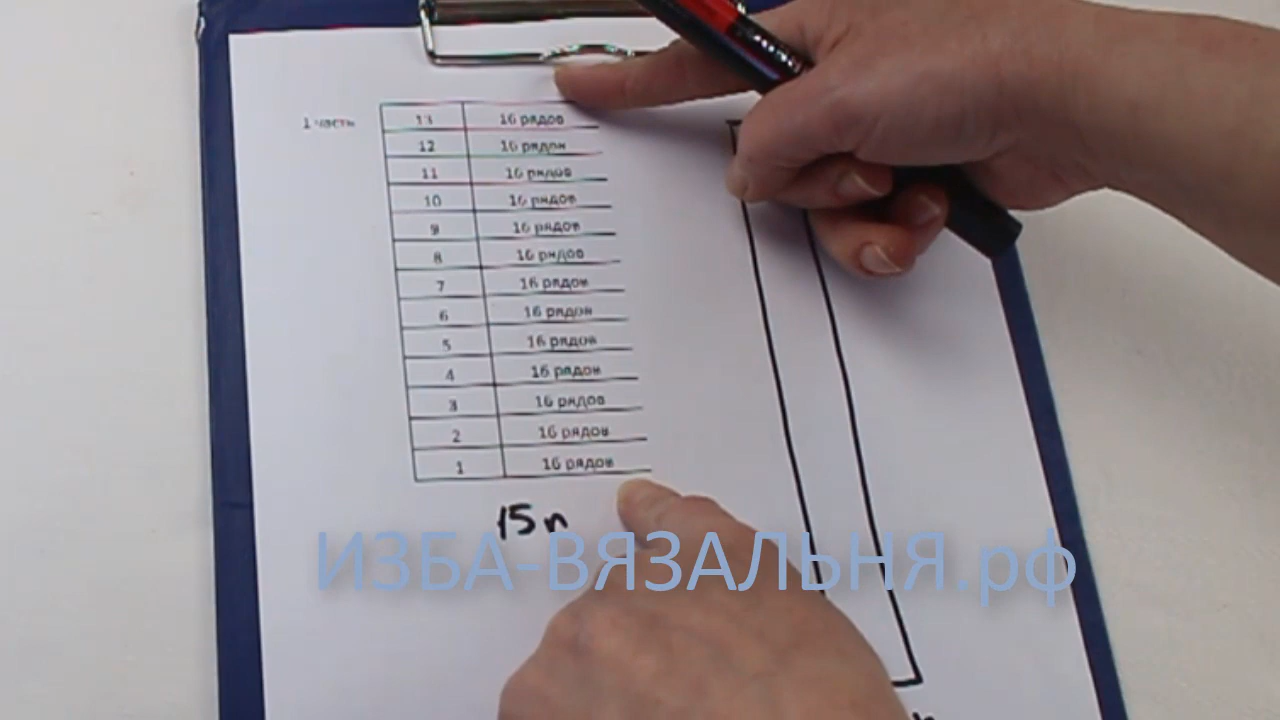 1 часть
13 16 рядов
12 16 рядов
11 16 рядов
10 16 рядов
9 16 рядов
8 16 рядов
7 16 рядов
6 16 рядов
5 16 рядов
4 16 рядов
3 16 рядов
2 16 рядов
1 16 рядов
15 п
ИЗБА-ВЯЗАЛЬНЯ.рф